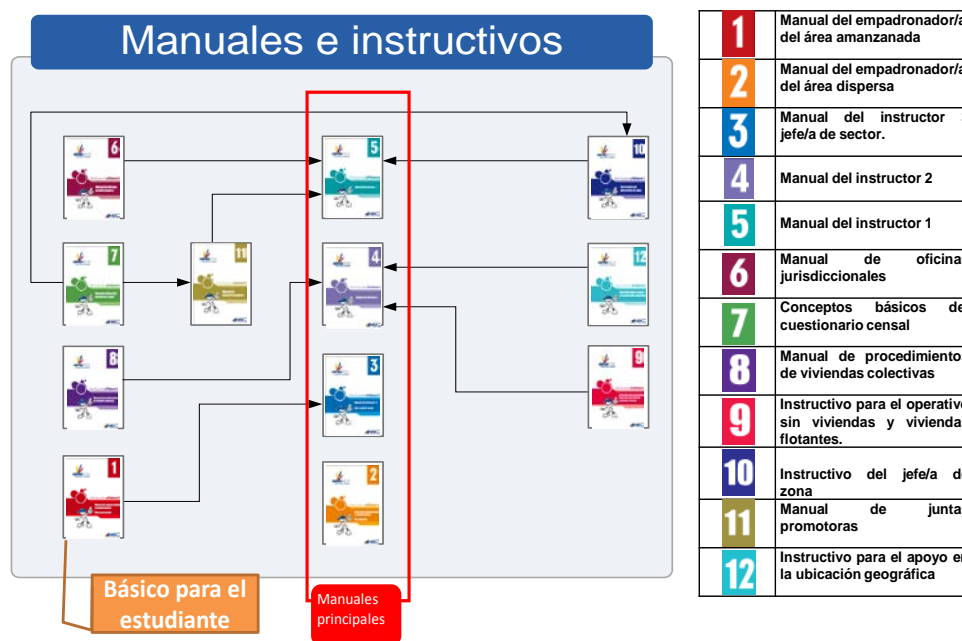 Manuales e instructivos
6
5
10
7
11
4
12
8
3
9
1
2
Básico para el
estudiante
Manuales
principales
1
Manual del empadronador/a
del área amanzanada
2
Manual del empadronador/a
del área dispersa
3
Manual del instructor
jefe/a de sector.
4
Manual del instructor 2
5
Manual del instructor 1
6
Manual de oficina
jurisdiccionales
7
Conceptos básicos de
cuestionario censal
8
Manual de procedimientos
de viviendas colectivas
9
Instructivo para el operativo
sin viviendas y vivienda
flotantes.
10
Instructivo del jefe/a de
zona
11
Manual de junta
promotoras
12
Instructivo para el apoyo en
la ubicación geográfica